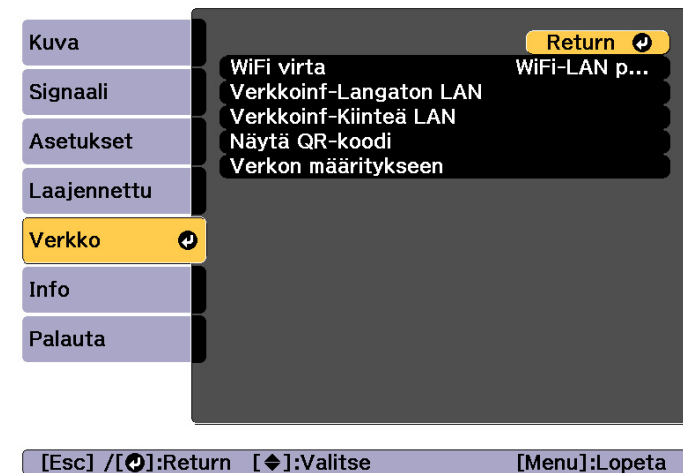 Kuva
Signaali
Asetukset
Laajennettu
Verkko
Info
Palauta
Return
WiFi virta WiFi-LAN p...
Verkkoinf-Langaton LAN
Verkkoinf-Kiinteä LAN
Näytä QR-koodi
Verkon määritykseen
[Esc] /[⏎]:Return [◆]:Valitse [Menu]:Lopeta